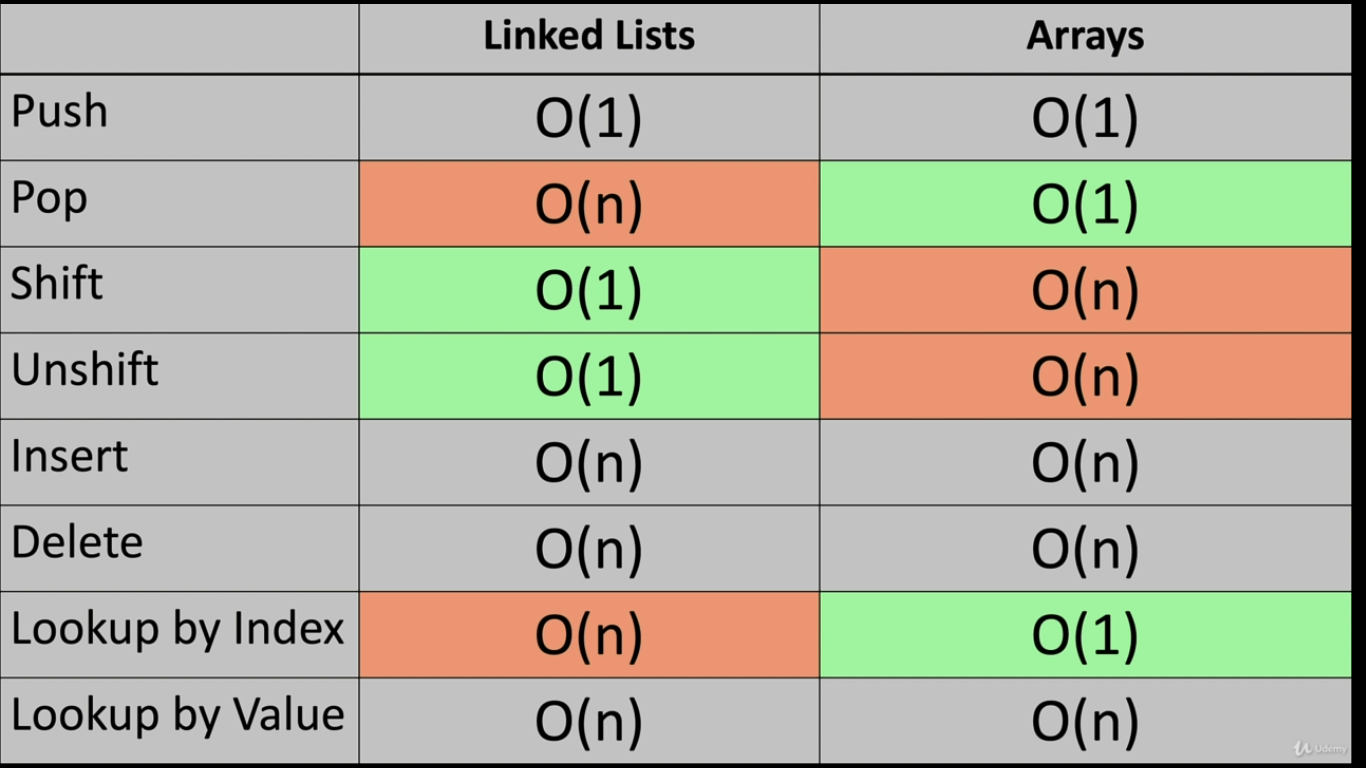 Linked Lists Arrays
Push O(1) O(1)
Pop O(n) O(1)
Shift O(1) O(n)
Unshift O(1) O(n)
Insert O(n) O(n)
Delete O(n) O(n)
Lookup by Index O(n) O(1)
Lookup by Value O(n) O(n)
Udemy